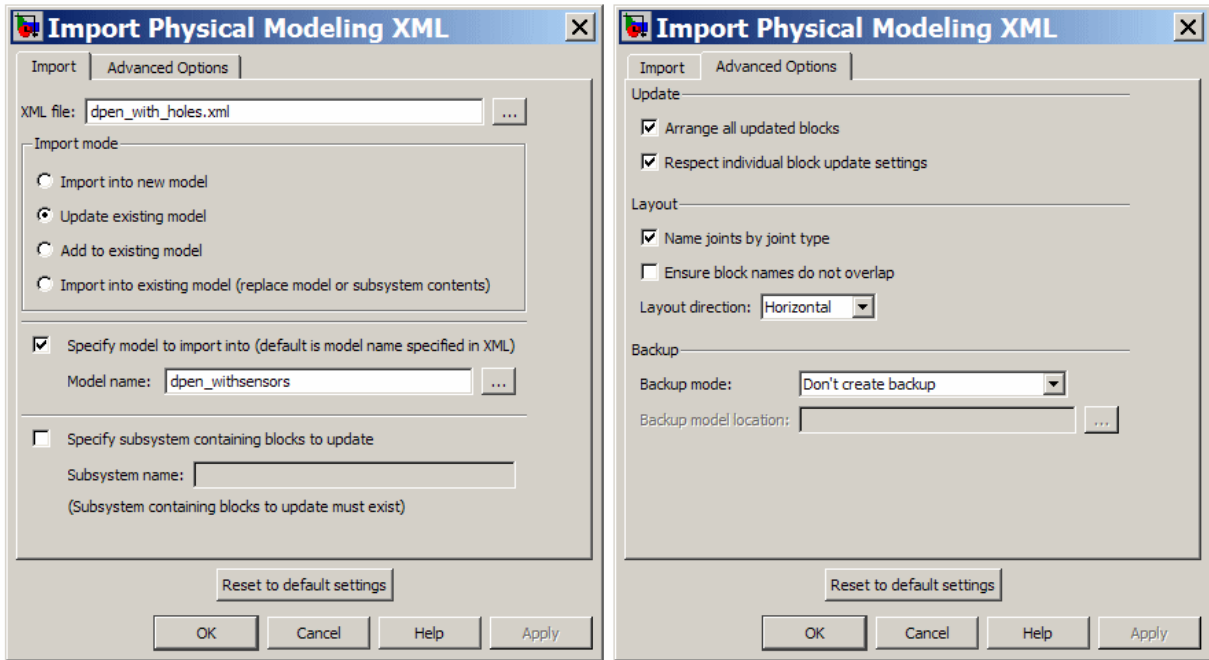 Import Physical Modeling XML
Import
Advanced Options
XML file: dpen_with_holes.xml ...
Import mode
Import into new model
Update existing model
Add to existing model
Import into existing model (replace model or subsystem contents)
Specify model to import into (default is model name specified in XML)
Model name: dpen_withsensors ...
Specify subsystem containing blocks to update
Subsystem name:
(Subsystem containing blocks to update must exist)
Reset to default settings
OK Cancel Help Apply
Import Physical Modeling XML
Import
Advanced Options
Update
Arrange all updated blocks
Respect individual block update settings
Layout
Name joints by joint type
Ensure block names do not overlap
Layout direction: Horizontal
Backup
Backup mode: Don't create backup
Backup model location: ...
Reset to default settings
OK Cancel Help Apply